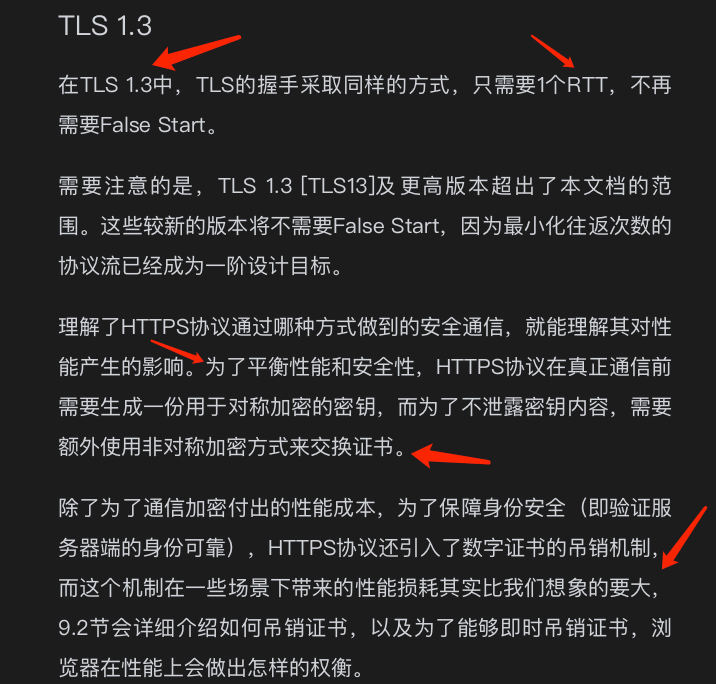 TLS 1.3
在TLS 1.3中，TLS的握手采取同样的方式，只需要1个RTT，不再
需要False Start。
需要注意的是，TLS 1.3 [TLS13]及更高版本超出了本文档的范
围。这些较新的版本将不需要False Start，因为最小化往返次数的
协议流已经成为一阶设计目标。
理解了HTTPS协议通过哪种方式做到的安全通信，就能理解其对性
能产生的影响。为了平衡性能和安全性，HTTPS协议在真正通信前
需要生成一份用于对称加密的密钥，而为了不泄露密钥内容，需要
额外使用非对称加密方式来交换证书。
除了为了通信加密付出的性能成本，为了保障身份安全（即验证服
务器端的身份可靠），HTTPS协议还引入了数字证书的吊销机制，
而这个机制在一些场景下带来的性能损耗其实比我们想象的要大，
9.2节会详细介绍如何吊销证书，以及为了能够即时吊销证书，浏
览器在性能上会做出怎样的权衡。